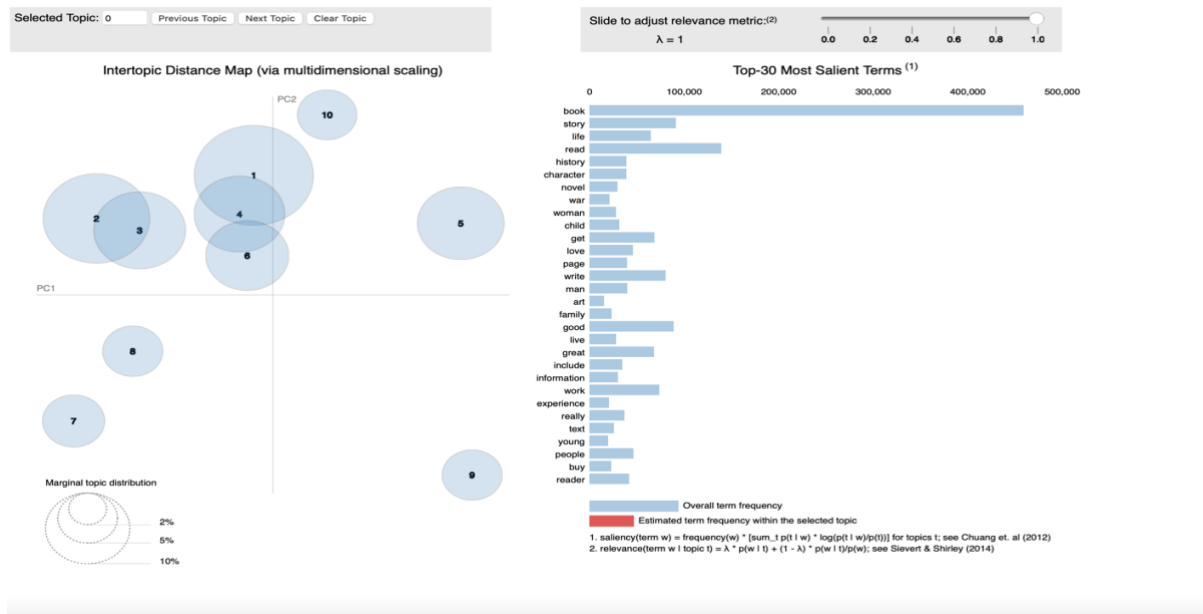 Selected Topic: 0 Previous Topic Next Topic Clear Topic
Slide to adjust relevance metric:(2)
λ = 1
0.0 0.2 0.4 0.6 0.8 1.0
Intertopic Distance Map (via multidimensional scaling)
PC2
10
1
2
4
5
3
6
PC1
8
7
9
Marginal topic distribution
2%
5%
10%
Top-30 Most Salient Terms (1)
0 100,000 200,000 300,000 400,000 500,000
book
story
life
read
history
character
novel
war
woman
child
get
love
page
write
man
art
family
good
live
great
include
information
work
experience
really
text
young
people
buy
reader
Overall term frequency
Estimated term frequency within the selected topic
1. saliency(term w) = frequency(w) * [sum_t p(t | w) * log(p(t | w)/p(t))] for topics t; see Chuang et. al (2012)
2. relevance(term w | topic t) = λ * p(w | t) + (1 - λ) * p(w | t)/p(w); see Sievert & Shirley (2014)